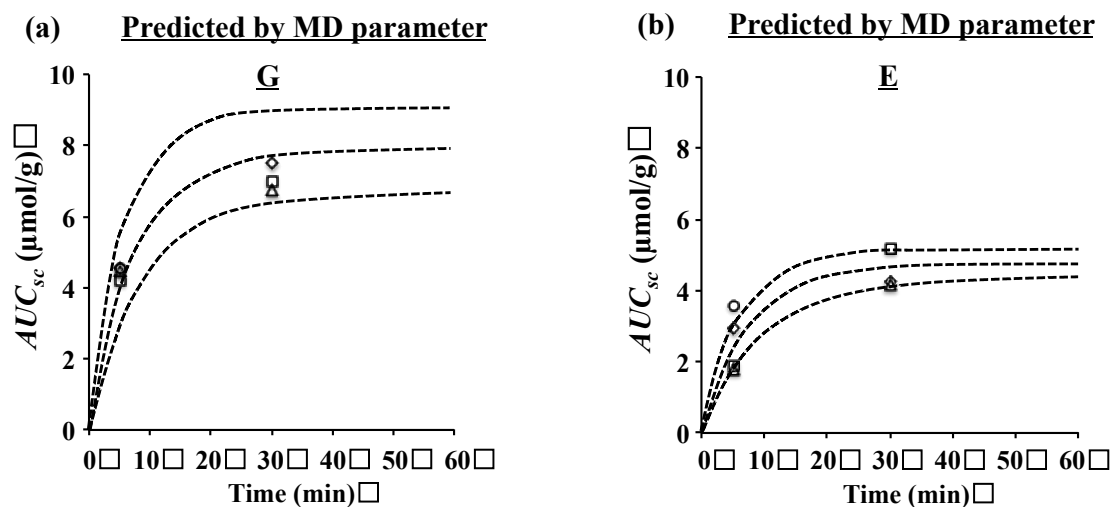 (a) Predicted by MD parameter
G
10
8
6
4
2
0
AUCsc (μmol/g)□
0□ 10□ 20□ 30□ 40□ 50□ 60□
Time (min)□
(b) Predicted by MD parameter
E
10
8
6
4
2
0
AUCsc (μmol/g)□
0□ 10□ 20□ 30□ 40□ 50□ 60□
Time (min)□